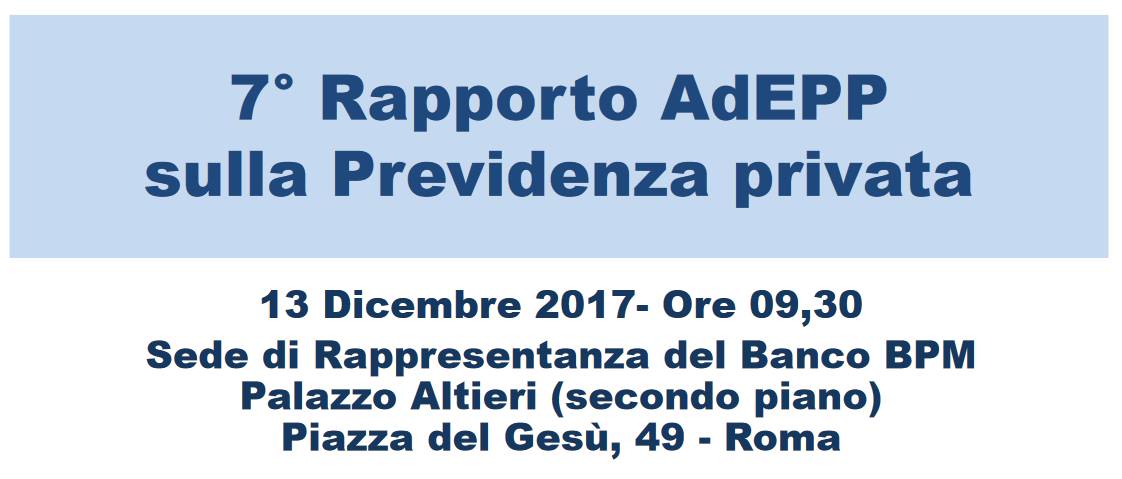 7° Rapporto AdEPP
sulla Previdenza privata
13 Dicembre 2017- Ore 09,30
Sede di Rappresentanza del Banco BPM
Palazzo Altieri (secondo piano)
Piazza del Gesù, 49 - Roma